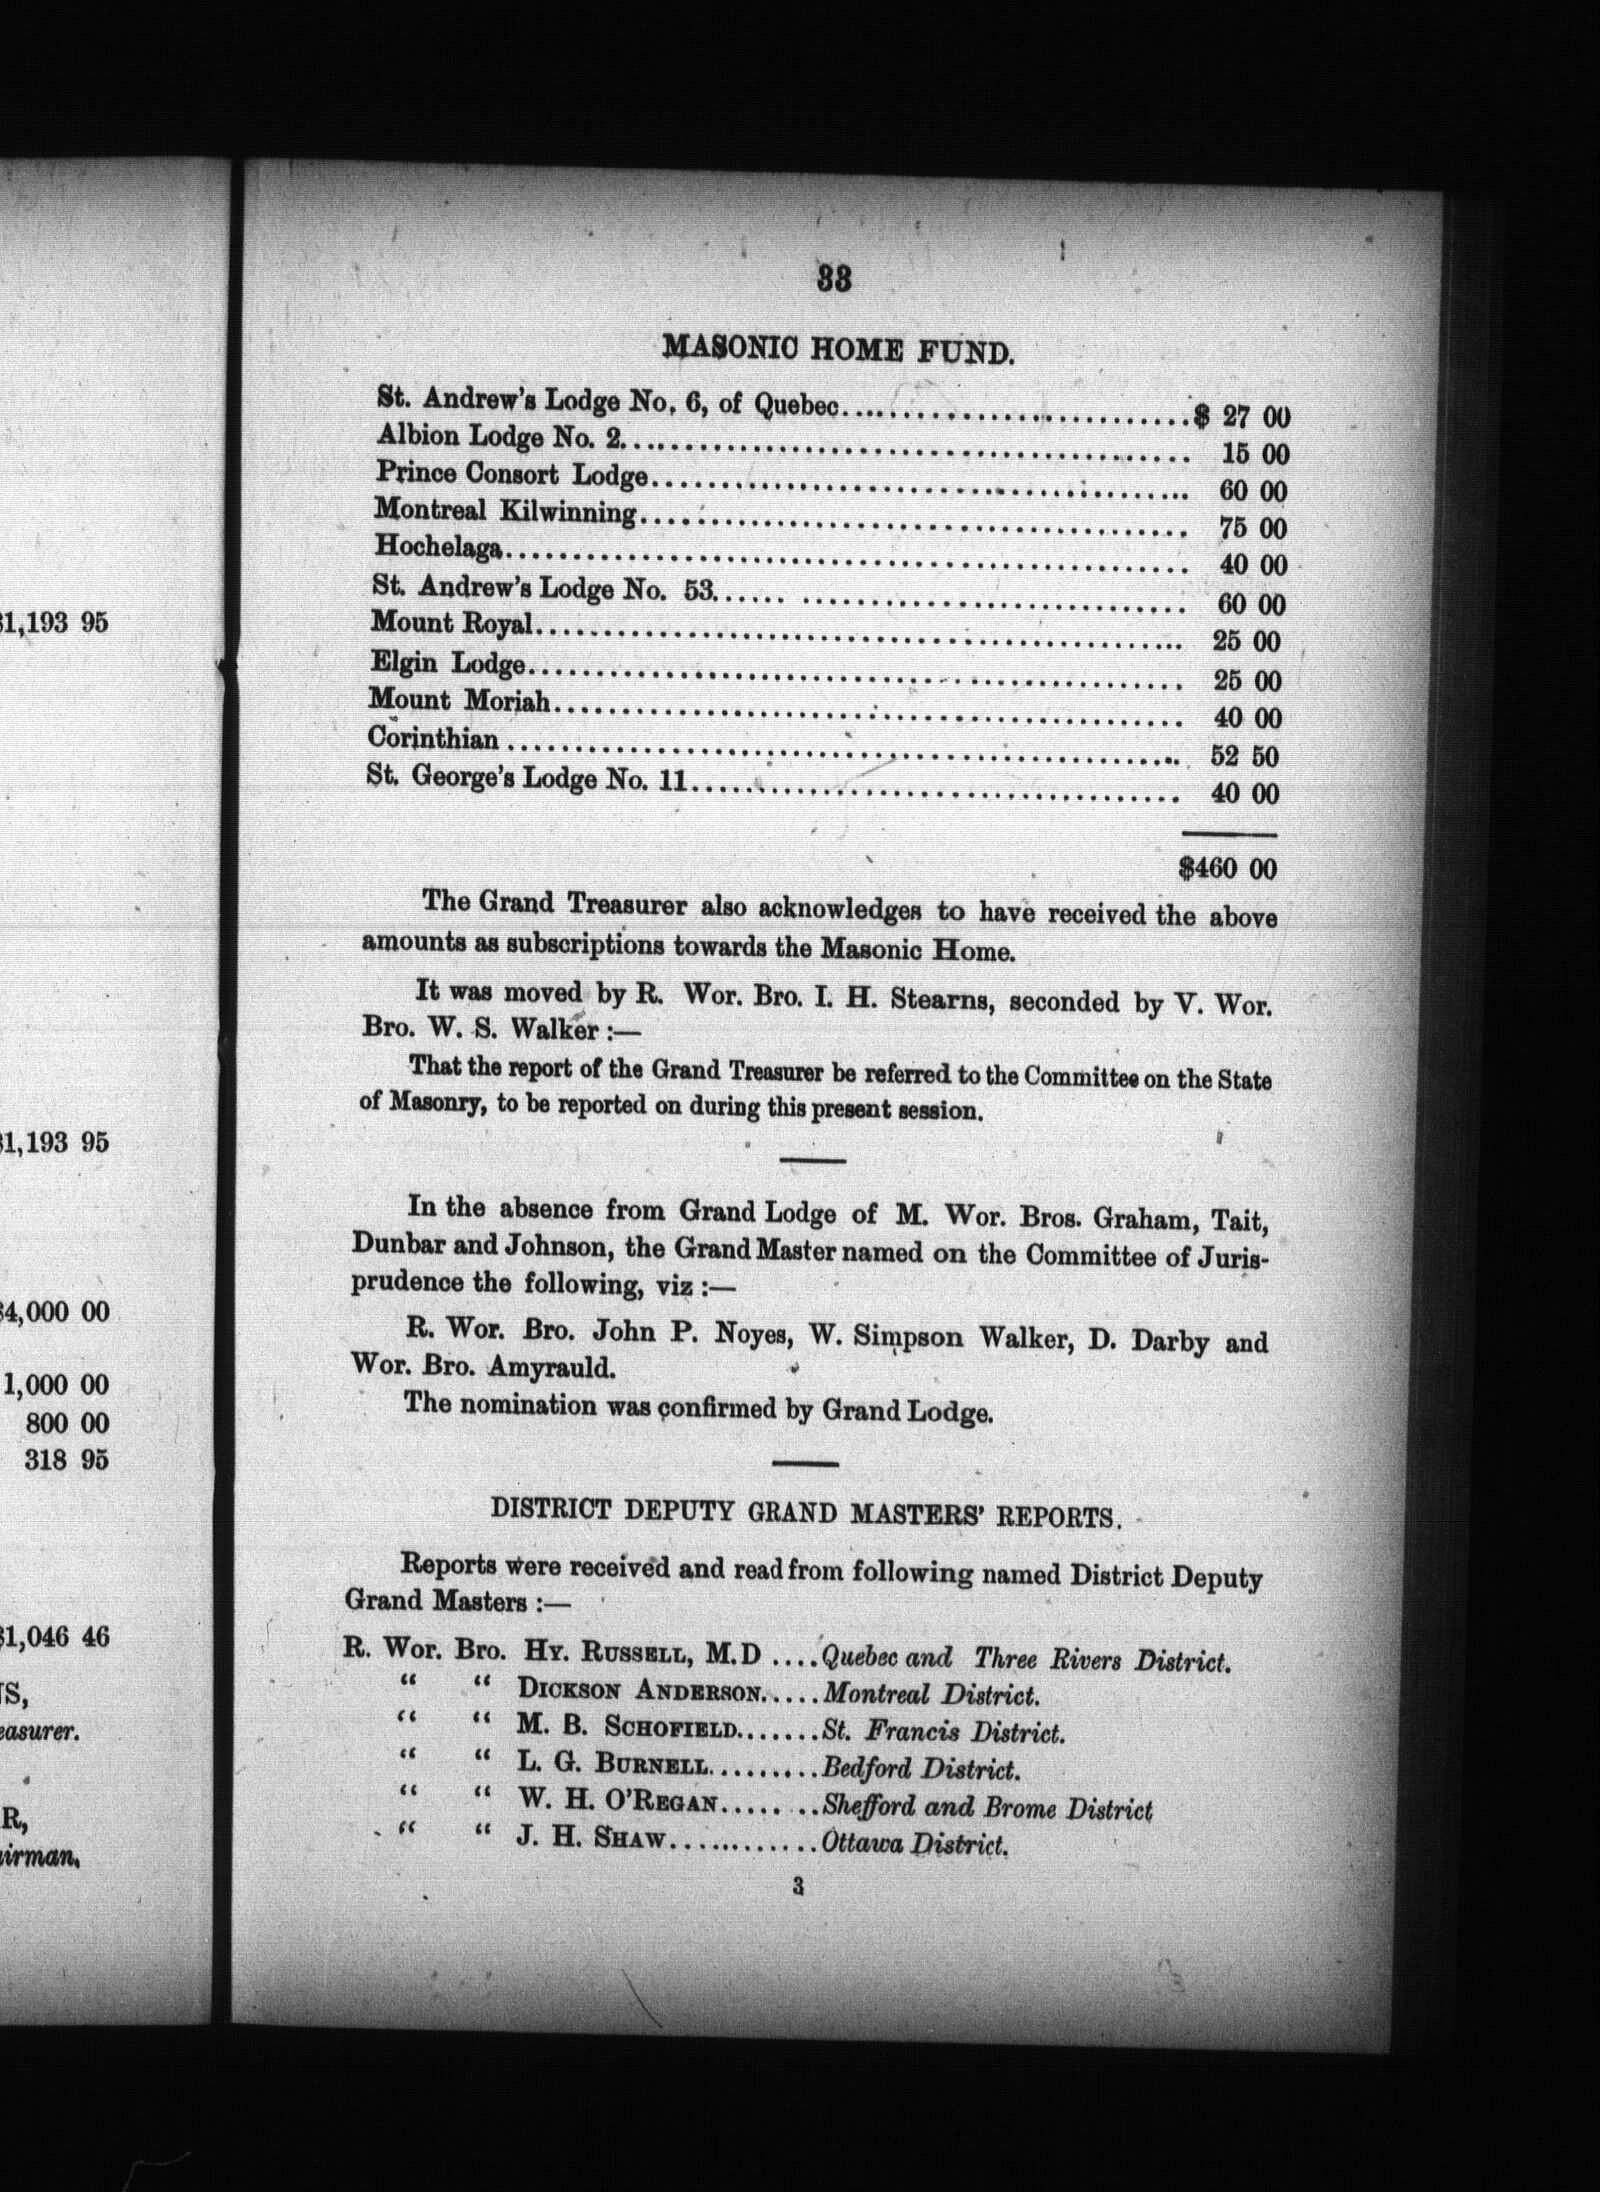 $1,193 95
$1,193 95
$4,000 00
1,000 00
800 00
318 95
$1,046 46
NS,
easurer.
R,
airman.
33
MASONIC HOME FUND.
St. Andrew's Lodge No. 6, of Quebec........................$ 27 00
Albion Lodge No. 2........................ 15 00
Prince Consort Lodge........................ 60 00
Montreal Kilwinning........................ 75 00
Hochelaga........................ 40 00
St. Andrew's Lodge No. 53...... ........................ 60 00
Mount Royal........................ 25 00
Elgin Lodge........................ 25 00
Mount Moriah........................ 40 00
Corinthian ........................ 52 50
St. George's Lodge No. 11........................ 40 00
$460 00
The Grand Treasurer also acknowledges to have received the above
amounts as subscriptions towards the Masonic Home.
It was moved by R. Wor. Bro. I. H. Stearns, seconded by V. Wor.
Bro. W. S. Walker :—
That the report of the Grand Treasurer be referred to the Committee on the State
of Masonry, to be reported on during this present session.
In the absence from Grand Lodge of M. Wor. Bros. Graham, Tait,
Dunbar and Johnson, the Grand Master named on the Committee of Juris-
prudence the following, viz :—
R. Wor. Bro. John P. Noyes, W. Simpson Walker, D. Darby and
Wor. Bro. Amyrauld.
The nomination was confirmed by Grand Lodge.
DISTRICT DEPUTY GRAND MASTERS' REPORTS.
Reports were received and read from following named District Deputy
Grand Masters :—
R. Wor. Bro. HY. RUSSELL, M.D ....Quebec and Three Rivers District.
“ “ DICKSON ANDERSON.....Montreal District.
“ “ M. B. SCHOFIELD.......St. Francis District.
“ “ L. G. BURNELL.........Bedford District.
“ “ W. H. O'REGAN..... ..Shefford and Brome District
“ “ J. H. SHAW............Ottawa District.
3